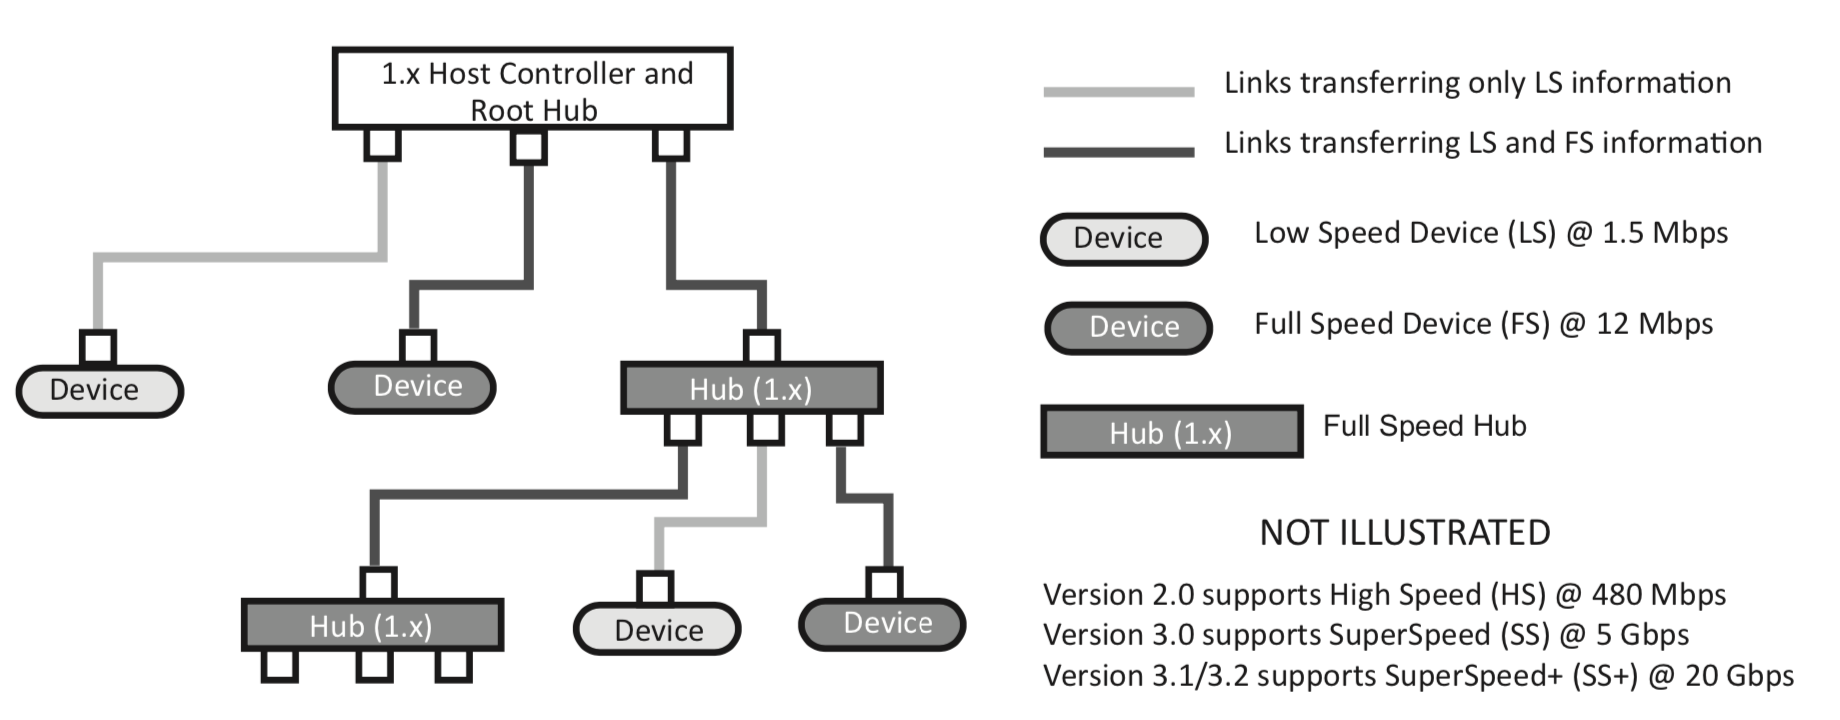 1.x Host Controller and
Root Hub
Device
Device
Hub (1.x)
Hub (1.x)
Device
Device
Links transferring only LS information
Links transferring LS and FS information
Device
Low Speed Device (LS) @ 1.5 Mbps
Device
Full Speed Device (FS) @ 12 Mbps
Hub (1.x)
Full Speed Hub
NOT ILLUSTRATED
Version 2.0 supports High Speed (HS) @ 480 Mbps
Version 3.0 supports SuperSpeed (SS) @ 5 Gbps
Version 3.1/3.2 supports SuperSpeed+ (SS+) @ 20 Gbps